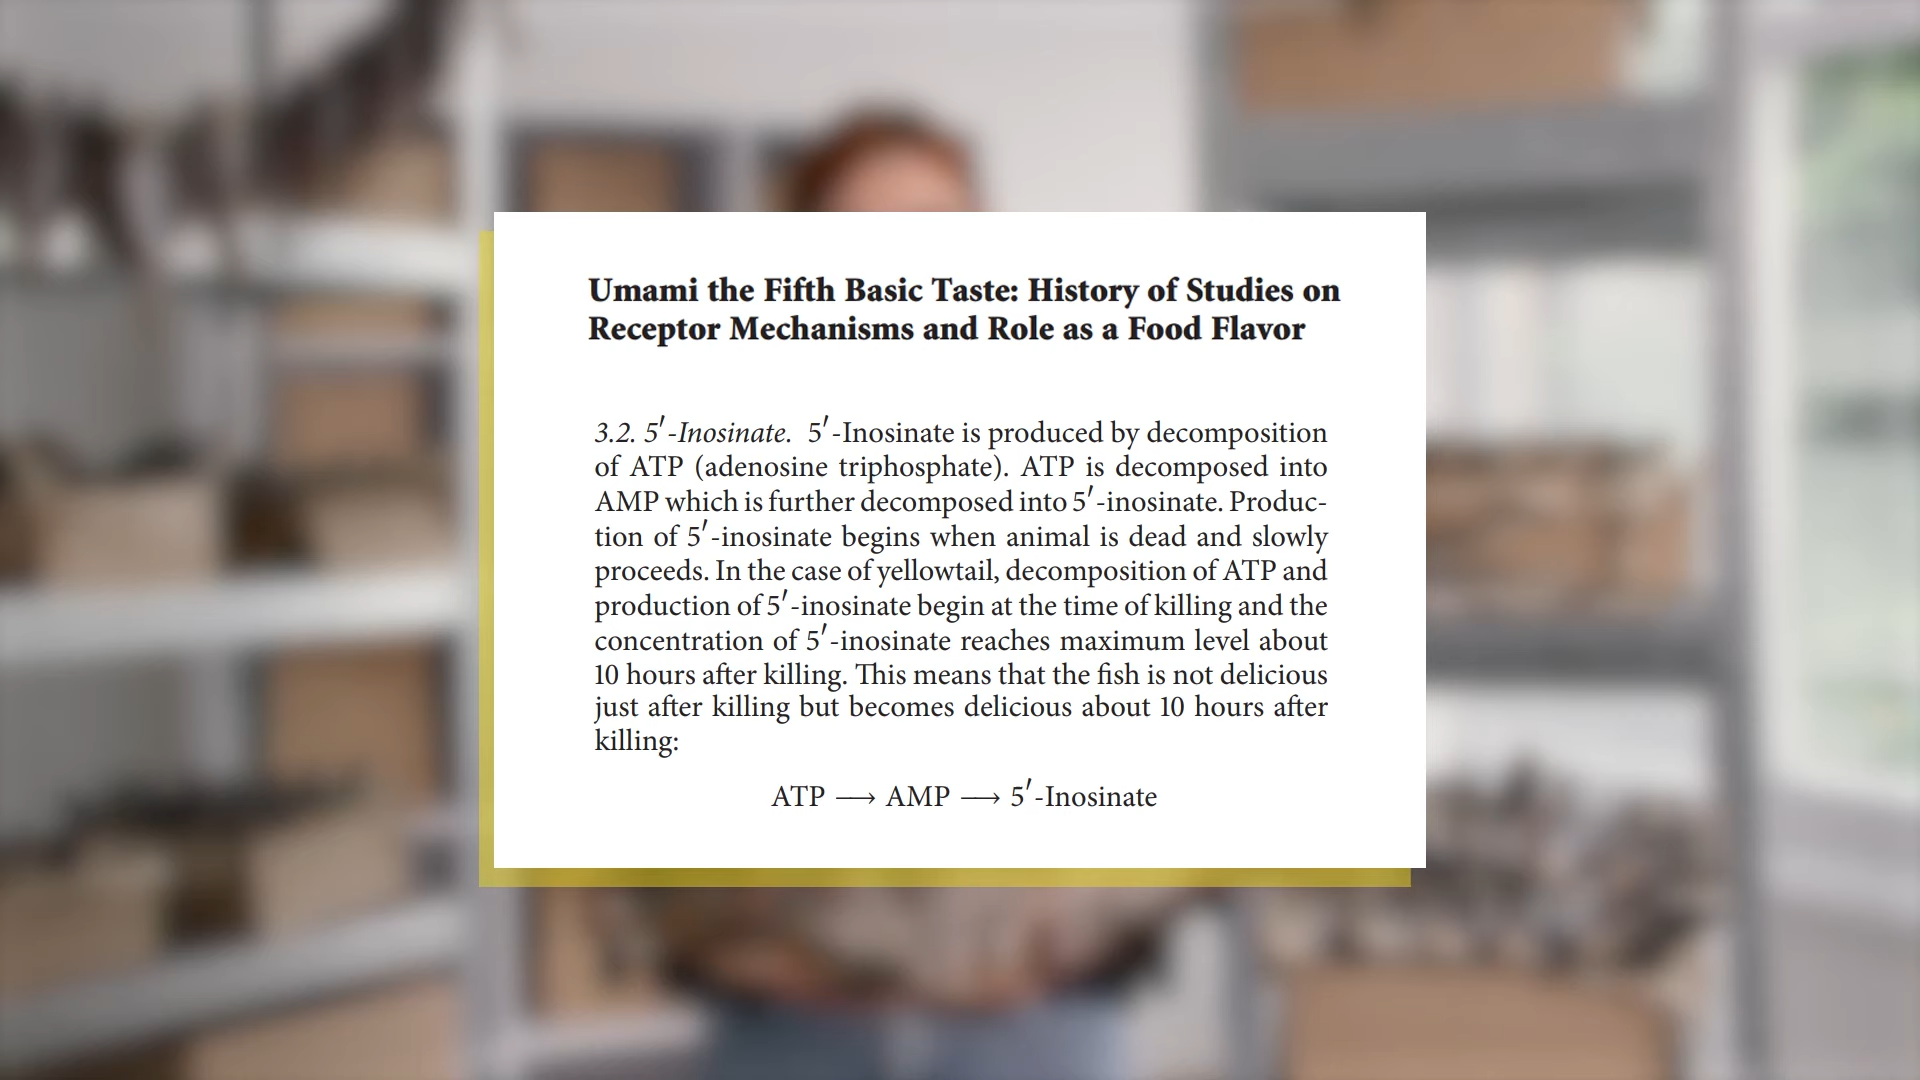 Umami the Fifth Basic Taste: History of Studies on
Receptor Mechanisms and Role as a Food Flavor
3.2. 5′-Inosinate. 5′-Inosinate is produced by decomposition
of ATP (adenosine triphosphate). ATP is decomposed into
AMP which is further decomposed into 5′-inosinate. Produc-
tion of 5′-inosinate begins when animal is dead and slowly
proceeds. In the case of yellowtail, decomposition of ATP and
production of 5′-inosinate begin at the time of killing and the
concentration of 5′-inosinate reaches maximum level about
10 hours after killing. This means that the fish is not delicious
just after killing but becomes delicious about 10 hours after
killing:
ATP ⟶ AMP ⟶ 5′-Inosinate